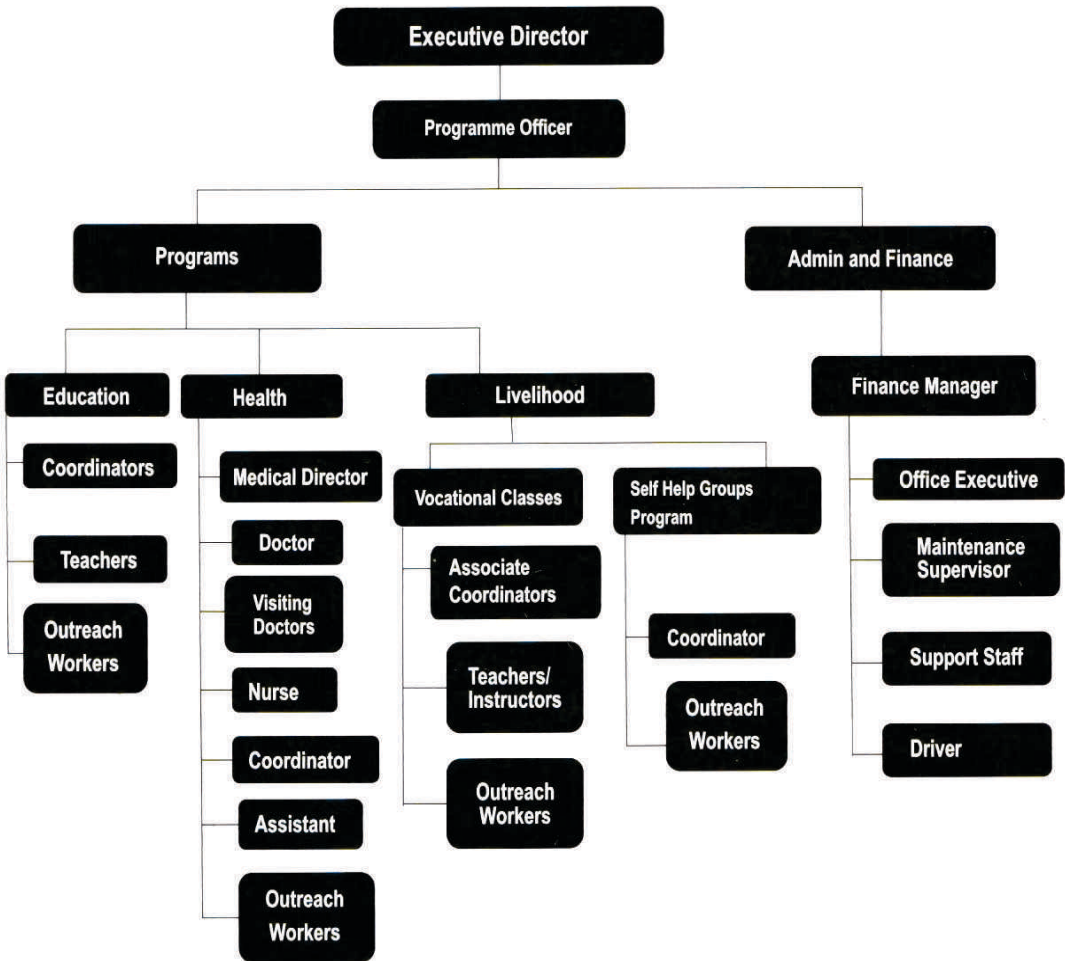 Executive Director
Programme Officer
Programs
Admin and Finance
Education
Health
Livelihood
Finance Manager
Coordinators
Teachers
Outreach
Workers
Medical Director
Doctor
Visiting
Doctors
Nurse
Coordinator
Assistant
Outreach
Workers
Vocational Classes
Associate
Coordinators
Teachers/
Instructors
Outreach
Workers
Self Help Groups
Program
Coordinator
Outreach
Workers
Office Executive
Maintenance
Supervisor
Support Staff
Driver